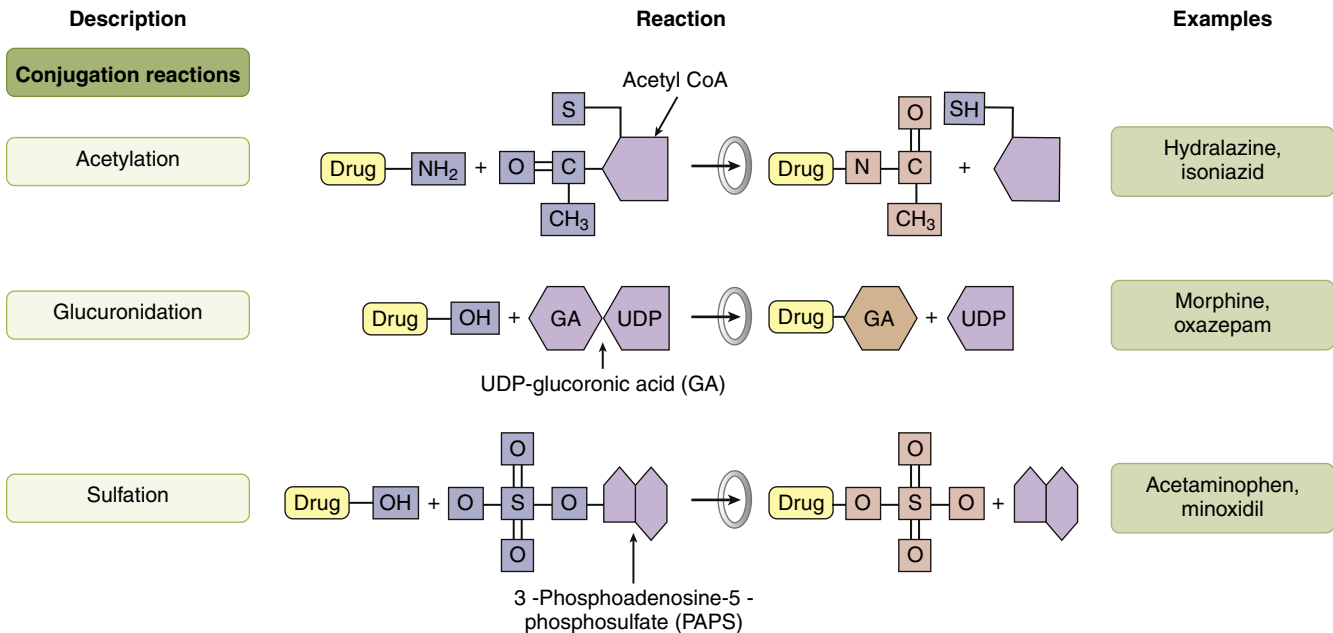 Description Reaction Examples
Conjugation reactions
Acetyl CoA
Acetylation
Drug NH₂ + O C S CH₃
Drug N C O CH₃ + SH
Hydralazine,
isoniazid
Glucuronidation
Drug OH + GA UDP
Drug GA + UDP
Morphine,
oxazepam
UDP-glucoronic acid (GA)
Sulfation
Drug OH + O S O O O
Drug O S O O O +
Acetaminophen,
minoxidil
3 -Phosphoadenosine-5 -
phosphosulfate (PAPS)